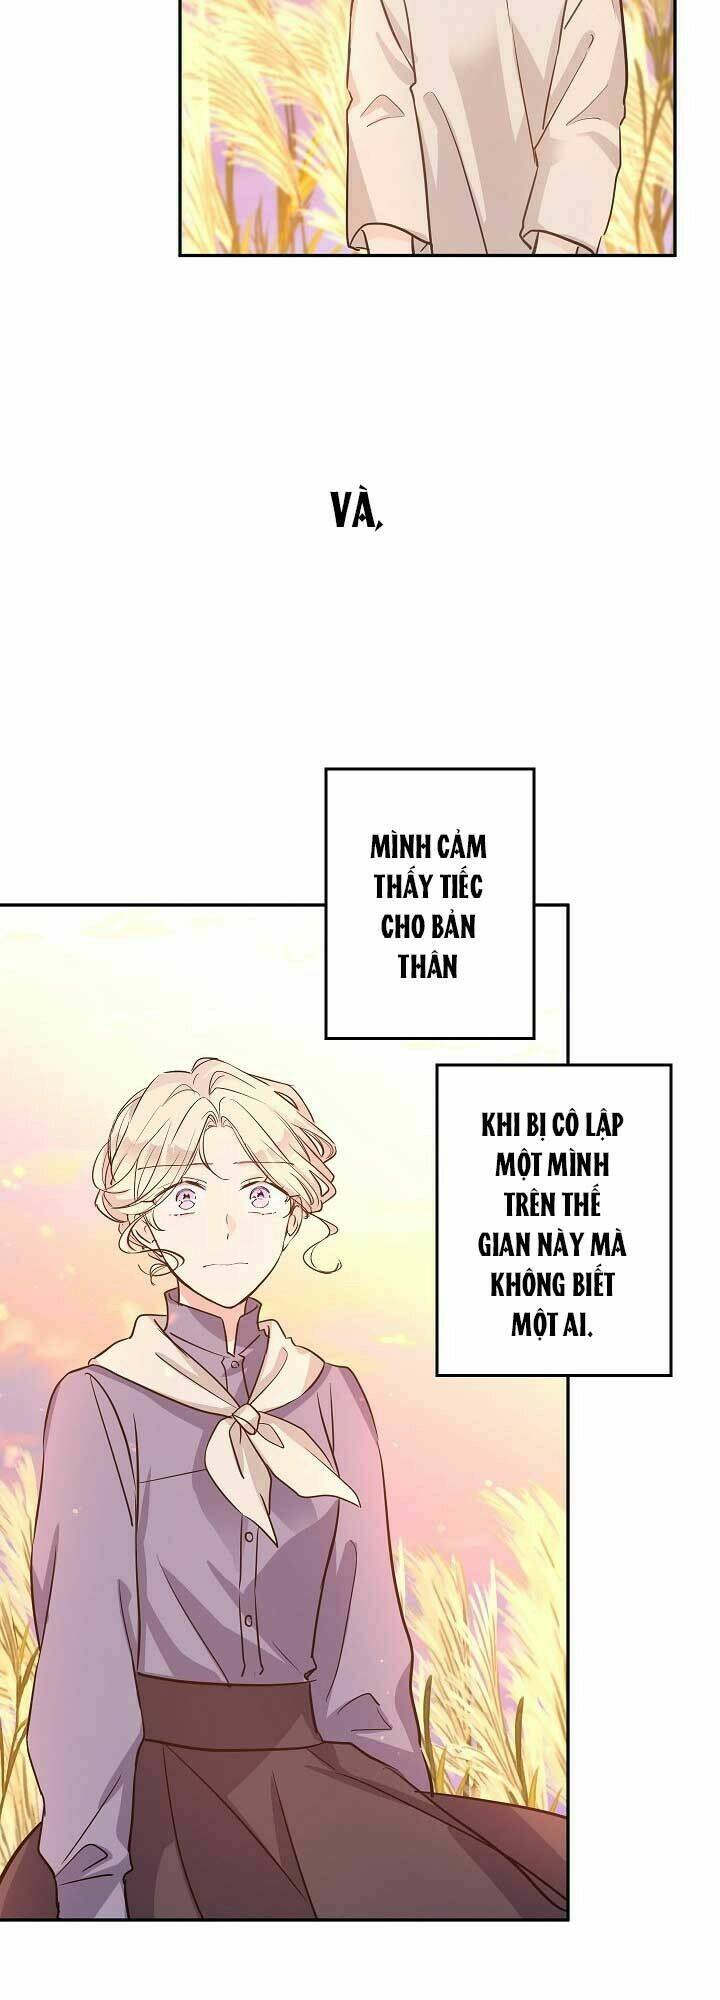 VÀ,
MÌNH CẢM
THẤY TIẾC
CHO BẢN
THÂN
KHI BỊ CÔ LẬP
MỘT MÌNH
TRÊN THẾ
GIAN NÀY MÀ
KHÔNG BIẾT
MỘT AI.